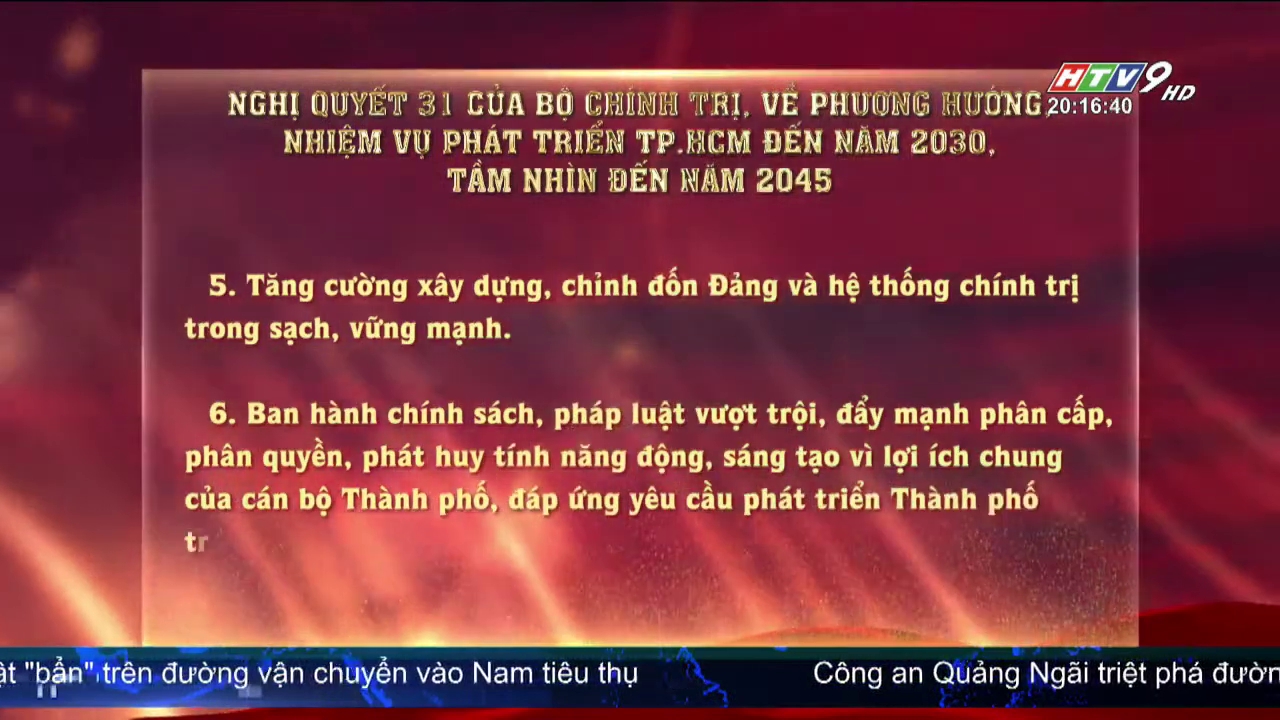 HTV9 HD
20:16:40
NGHỊ QUYẾT 31 CỦA BỘ CHÍNH TRỊ, VỀ PHƯƠNG HƯỚNG,
NHIỆM VỤ PHÁT TRIỂN TP.HCM ĐẾN NĂM 2030,
TẦM NHÌN ĐẾN NĂM 2045
5. Tăng cường xây dựng, chỉnh đốn Đảng và hệ thống chính trị
trong sạch, vững mạnh.
6. Ban hành chính sách, pháp luật vượt trội, đẩy mạnh phân cấp,
phân quyền, phát huy tính năng động, sáng tạo vì lợi ích chung
của cán bộ Thành phố, đáp ứng yêu cầu phát triển Thành phố
tr
"bẩn" trên đường vận chuyển vào Nam tiêu thụ Công an Quảng Ngãi triệt phá